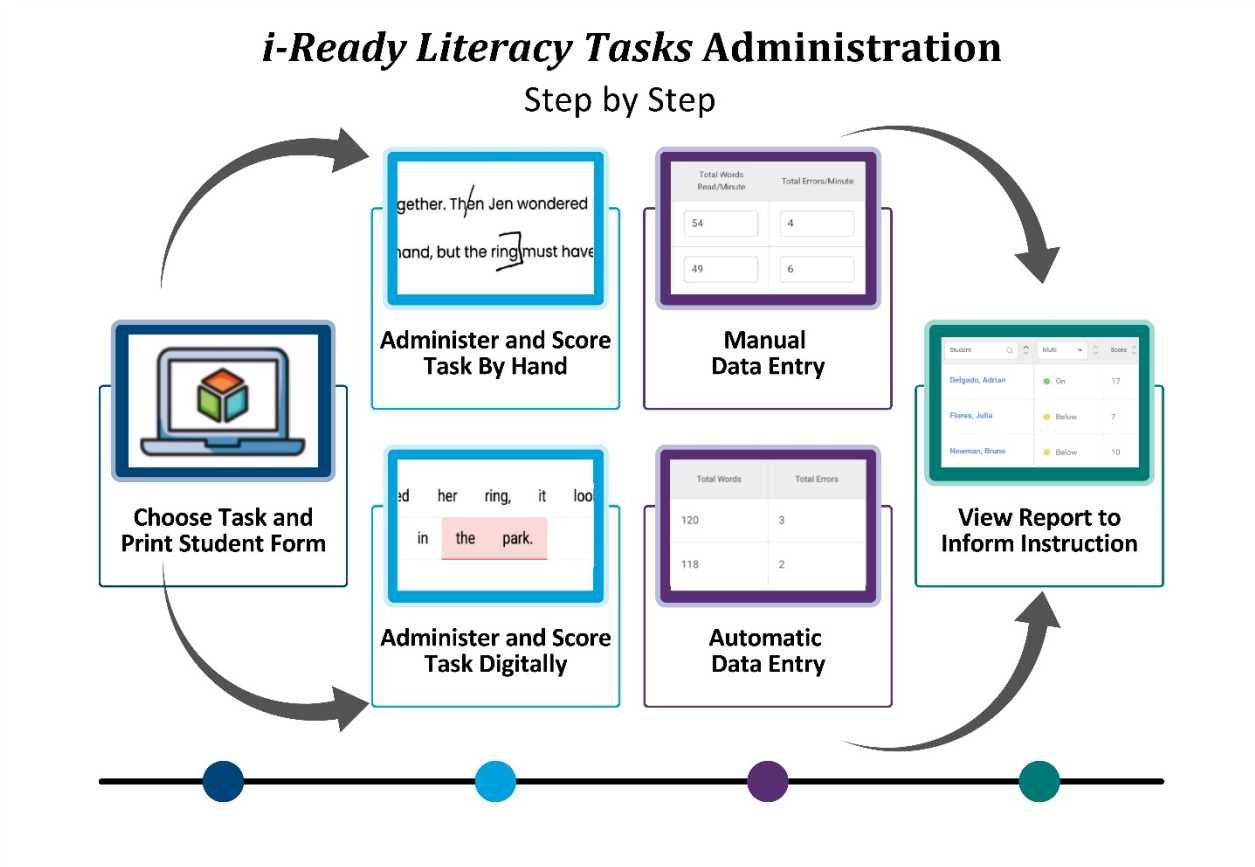 i-Ready Literacy Tasks Administration
Step by Step
Choose Task and
Print Student Form
gether. Then Jen wondered
hand, but the ring must have
Administer and Score
Task By Hand
Total Words
Read/Minute
Total Errors/Minute
54
4
49
6
Manual
Data Entry
ed her ring, it look
in the park.
Administer and Score
Task Digitally
Total Words
Total Errors
120
3
118
2
Automatic
Data Entry
Student
Multi
Score
Delgado, Adrian
On
17
Flores, Julia
Below
7
Newman, Bruno
Below
10
View Report to
Inform Instruction